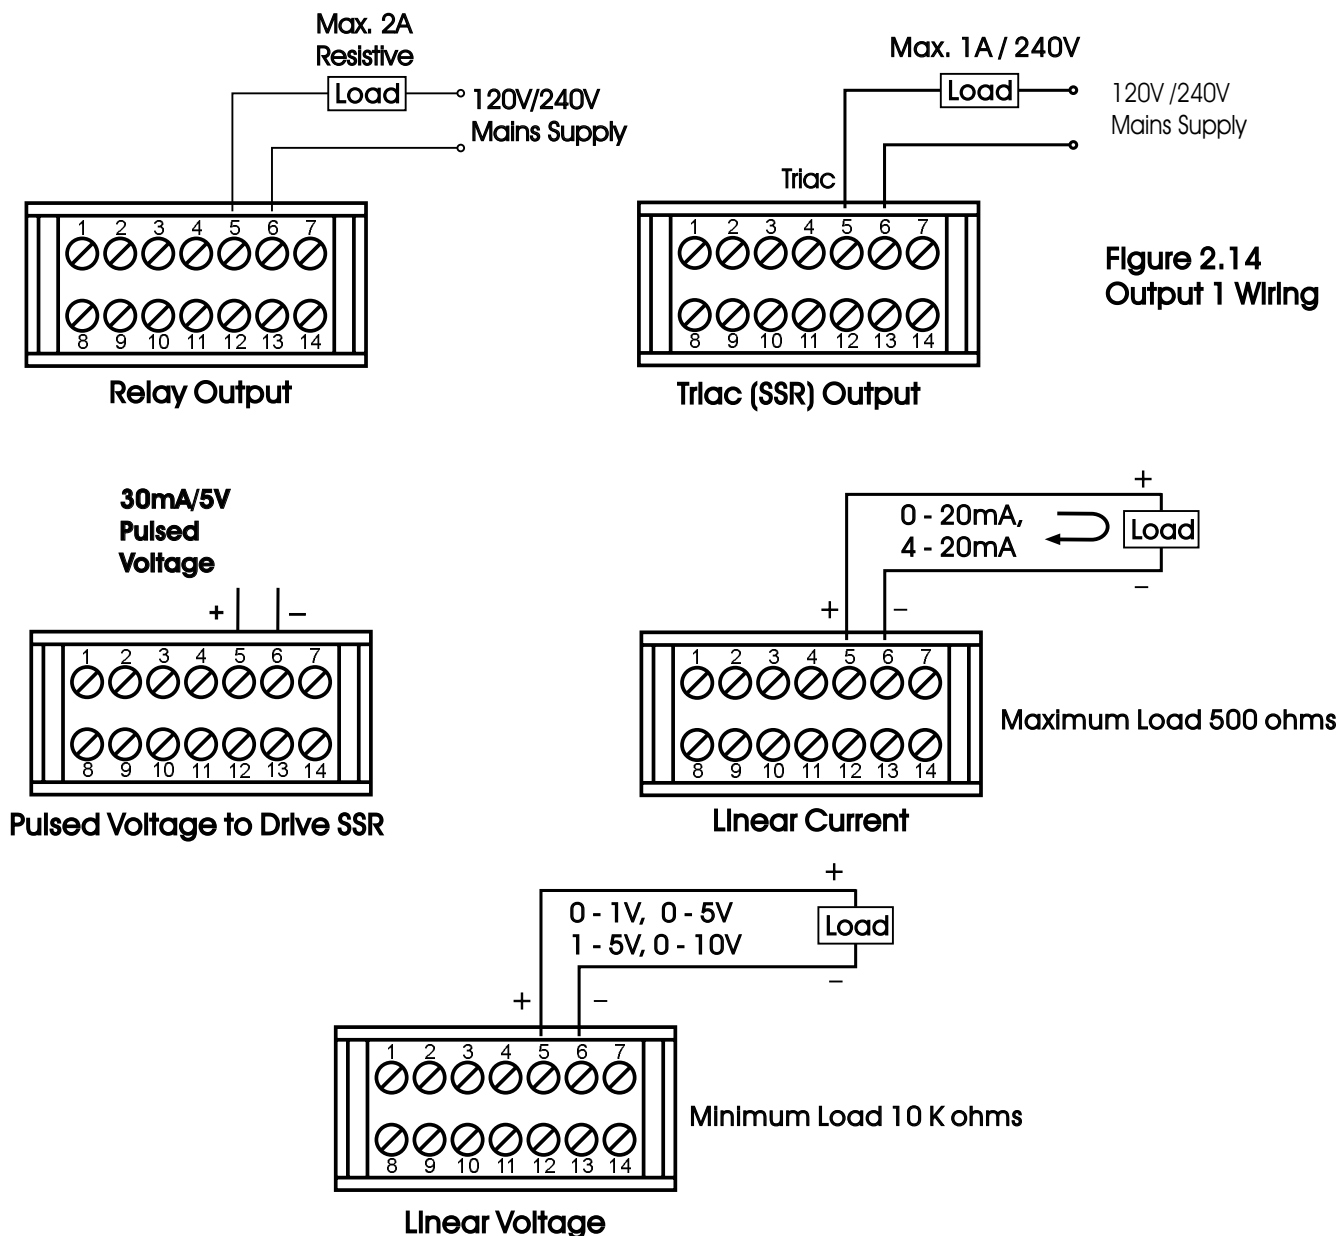 Max. 2A
Resistive
Load
120V/240V
Mains Supply
1 2 3 4 5 6 7
8 9 10 11 12 13 14
Relay Output
Max. 1A / 240V
Load
120V /240V
Mains Supply
Triac
1 2 3 4 5 6 7
8 9 10 11 12 13 14
Triac (SSR) Output
Figure 2.14
Output 1 Wiring
30mA/5V
Pulsed
Voltage
+ –
1 2 3 4 5 6 7
8 9 10 11 12 13 14
Pulsed Voltage to Drive SSR
+
0 - 20mA,
4 - 20mA
Load
–
+ –
1 2 3 4 5 6 7
8 9 10 11 12 13 14
Maximum Load 500 ohms
Linear Current
+
0 - 1V, 0 - 5V
1 - 5V, 0 - 10V
Load
–
+ –
1 2 3 4 5 6 7
8 9 10 11 12 13 14
Minimum Load 10 K ohms
Linear Voltage